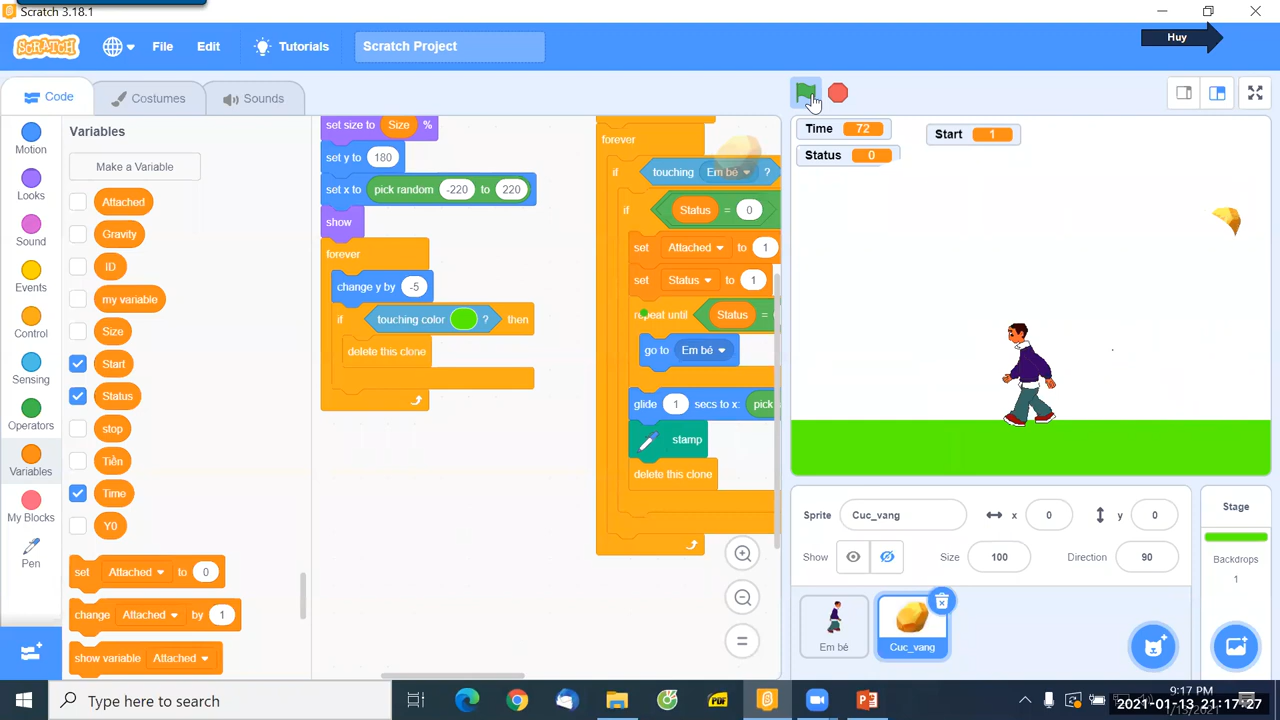 Scratch 3.18.1
Huy
SCRATCH
File
Edit
Tutorials
Scratch Project
Code
Costumes
Sounds
Motion
Looks
Sound
Events
Control
Sensing
Operators
Variables
My Blocks
Pen
Variables
Make a Variable
Attached
Gravity
ID
my variable
Size
Start
Status
stop
Tiền
Time
Y0
set Attached to 0
change Attached by 1
show variable Attached
set size to Size %
set y to 180
set x to pick random -220 to 220
show
forever
change y by -5
if touching color ? then
delete this clone
forever
if touching Em bé ?
if Status = 0
set Attached to 1
set Status to 1
repeat until Status =
go to Em bé
glide 1 secs to x:
stamp
delete this clone
Time 72
Start 1
Status 0
Sprite Cuc_vang x 0 y 0
Show Size 100 Direction 90
Em bé
Cuc_vang
Stage
Backdrops
1
Type here to search
PDF
9:17 PM
2021-01-13 21:17:27